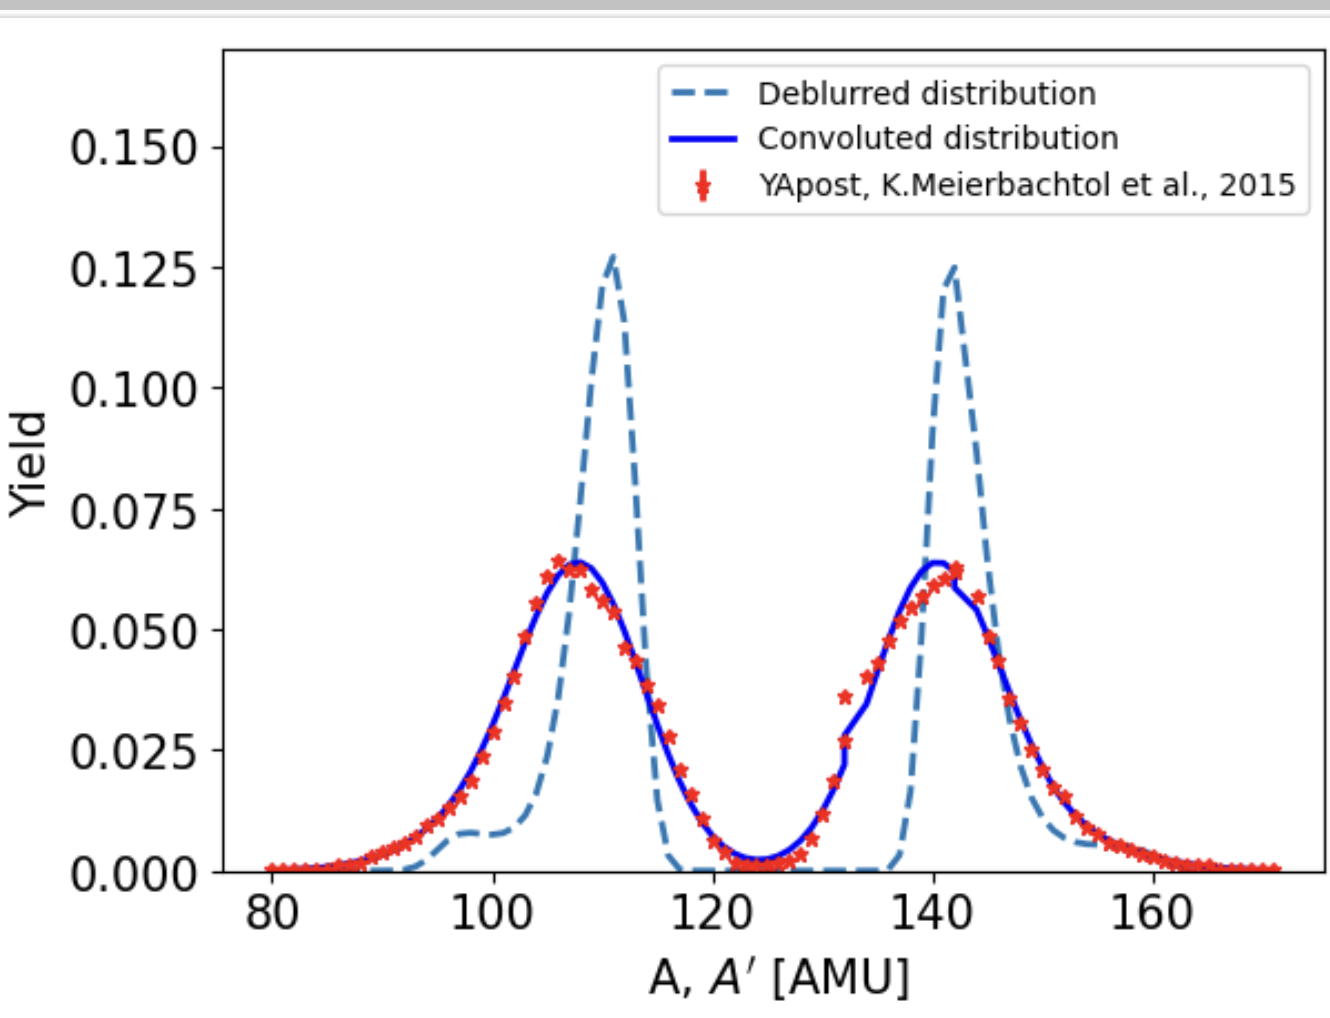 Deblurred distribution
Convoluted distribution
YApost, K.Meierbachtol et al., 2015
0.150
0.125
0.100
0.075
0.050
0.025
0.000
Yield
80 100 120 140 160
A, A′ [AMU]